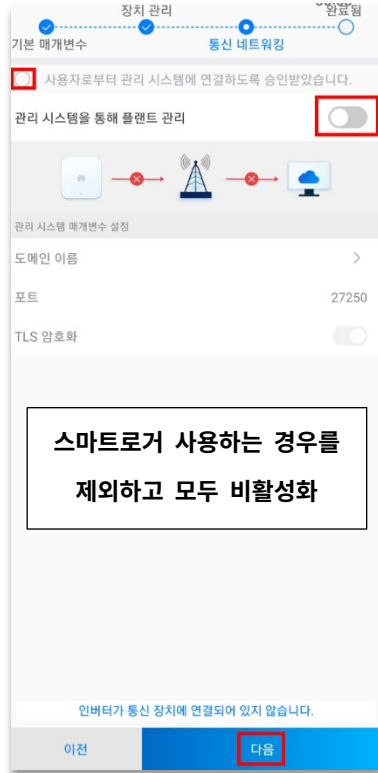 장치 관리
완료됨
기본 매개변수
통신 네트워킹
사용자로부터 관리 시스템에 연결하도록 승인받았습니다.
관리 시스템을 통해 플랜트 관리
관리 시스템 매개변수 설정
도메인 이름
포트 27250
TLS 암호화
스마트로거 사용하는 경우를
제외하고 모두 비활성화
인버터가 통신 장치에 연결되어 있지 않습니다.
이전
다음